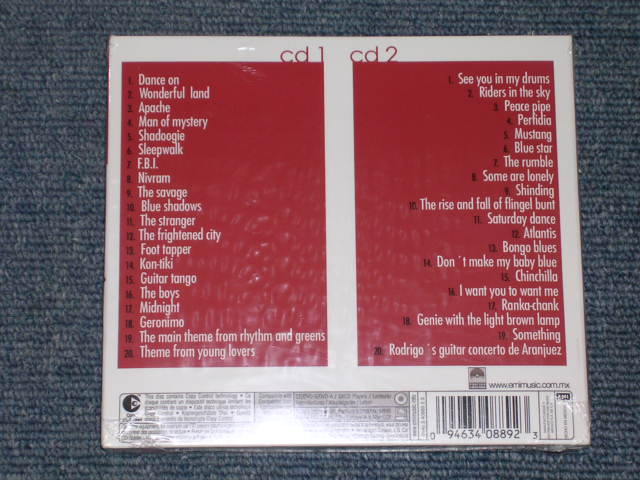 cd 1
1. Dance on
2. Wonderful land
3. Apache
4. Man of mystery
5. Shadoogie
6. Sleepwalk
7. F.B.I.
8. Nivram
9. The savage
10. Blue shadows
11. The stranger
12. The frightened city
13. Foot tapper
14. Kon-tiki
15. Guitar tango
16. The boys
17. Midnight
18. Geronimo
19. The main theme from rhythm and greens
20. Theme from young lovers
cd 2
1. See you in my drums
2. Riders in the sky
3. Peace pipe
4. Perfidia
5. Mustang
6. Blue star
7. The rumble
8. Some are lonely
9. Shinding
10. The rise and fall of flingel bunt
11. Saturday dance
12. Atlantis
13. Bongo blues
14. Don´t make my baby blue
15. Chinchilla
16. I want you to want me
17. Ranka-chank
18. Genie with the light brown lamp
19. Something
20. Rodrigo´s guitar concerto de Aranjuez
www.emimusic.com.mx
This disc contains Copy Control technology
0 94634 08892 3
EMI